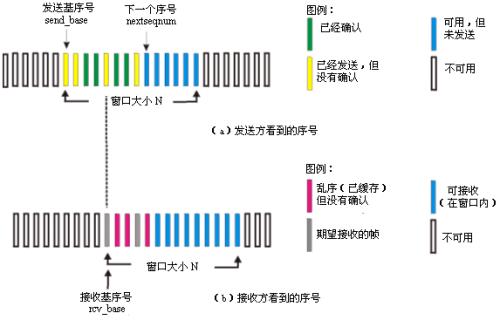 发送基序号
send_base
下一个序号
nextseqnum
窗口大小 N
(a)发送方看到的序号
图例：
已经确认
可用，但
未发送
已经发送，但
没有确认
不可用
窗口大小 N
接收基序号
rcv_base
(b)接收方看到的序号
图例：
乱序(已缓存)
但没有确认
可接收
(在窗口内)
期望接收的帧
不可用